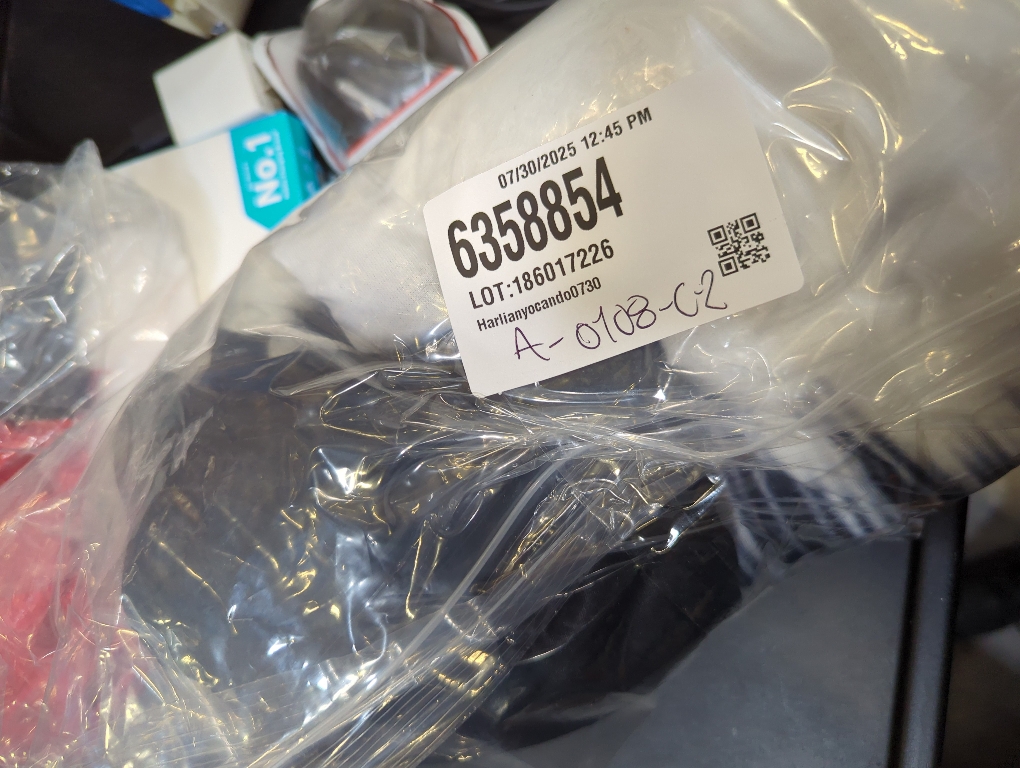 No.1
07/30/2025 12:45 PM
6358854
LOT:186017226
Harlianyocando0730
A-0108-C-2